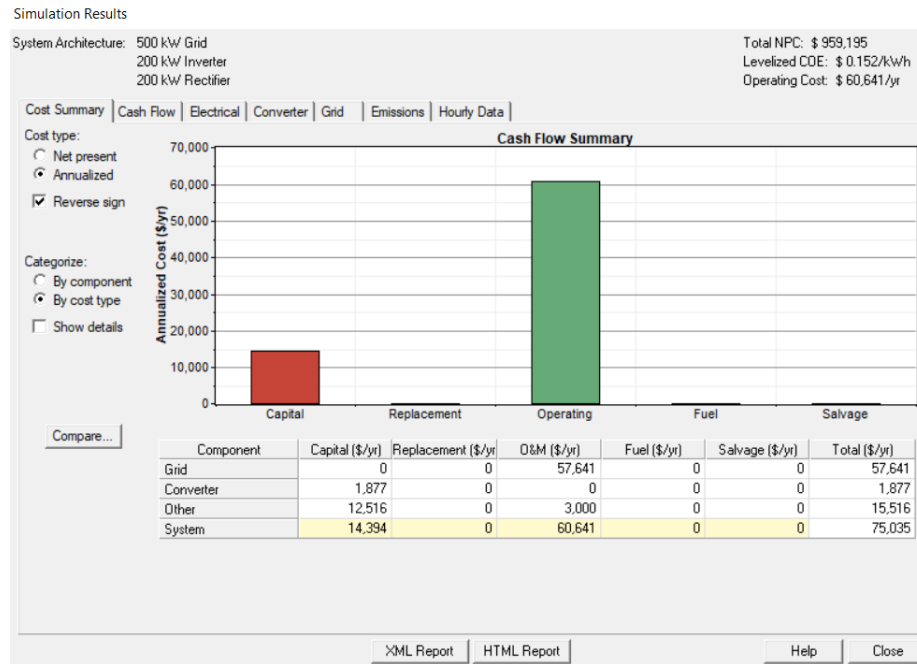 Simulation Results
System Architecture: 500 kW Grid
200 kW Inverter
200 kW Rectifier
Total NPC: $ 959,195
Levelized COE: $ 0.152/kWh
Operating Cost: $ 60,641/yr
Cost Summary Cash Flow Electrical Converter Grid Emissions Hourly Data
Cost type:
Net present
Annualized
Reverse sign
Categorize:
By component
By cost type
Show details
Compare...
Cash Flow Summary
Annualized Cost ($/yr)
70,000
60,000
50,000
40,000
30,000
20,000
10,000
0
Capital Replacement Operating Fuel Salvage
Component Capital ($/yr) Replacement ($/yr O&M ($/yr) Fuel ($/yr) Salvage ($/yr) Total ($/yr)
Grid 0 0 57,641 0 0 57,641
Converter 1,877 0 0 0 0 1,877
Other 12,516 0 3,000 0 0 15,516
System 14,394 0 60,641 0 0 75,035
XML Report HTML Report Help Close